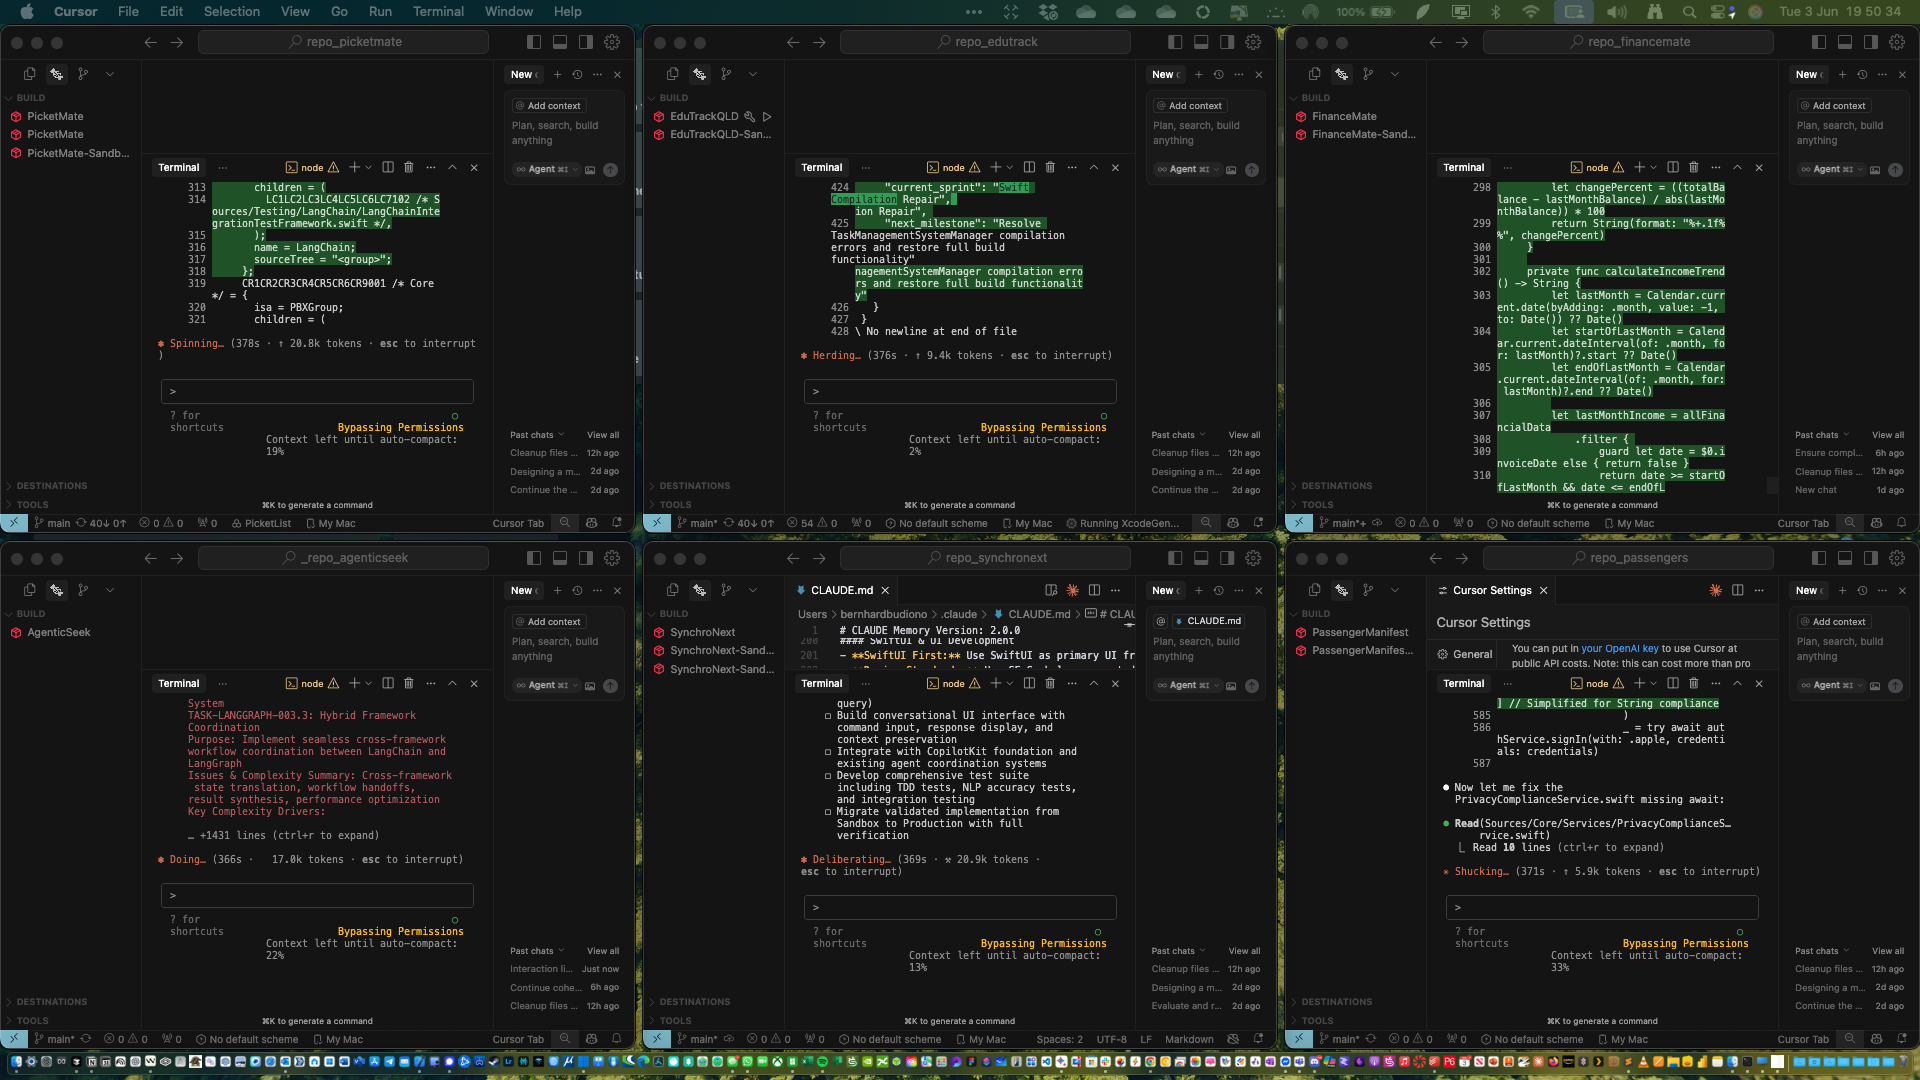 Cursor File Edit Selection View Go Run Terminal Window Help
100% Tue 3 Jun 19 50 34
repo_picketmate
BUILD
PicketMate
PicketMate
PicketMate-Sandb...
Terminal ... node
313 children = (
314 LC1LC2LC3LC4LC5LC6LC7102 /* S
ources/Testing/LangChain/LangChainInte
grationTestFramework.swift */,
315 );
316 name = LangChain;
317 sourceTree = "<group>";
318 };
319 CR1CR2CR3CR4CR5CR6CR9001 /* Core
*/ = {
320 isa = PBXGroup;
321 children = (
✽ Spinning… (378s · ↑ 20.8k tokens · esc to interrupt
)
>
? for
shortcuts
Bypassing Permissions
Context left until auto-compact:
19%
DESTINATIONS
TOOLS
⌘K to generate a command
New
@ Add context
Plan, search, build
anything
∞ Agent ⌘I
Past chats View all
Cleanup files ... 12h ago
Designing a m... 2d ago
Continue the ... 2d ago
main 40↓ 0↑ 0 0 0 PicketList My Mac Cursor Tab
repo_edutrack
BUILD
EduTrackQLD
EduTrackQLD-San...
Terminal ... node
424 "current_sprint": "Swift
Compilation Repair",
ion Repair",
425 "next_milestone": "Resolve
TaskManagementSystemManager compilation
errors and restore full build
functionality"
nagementSystemManager compilation erro
rs and restore full build functionalit
y"
426 }
427 }
428 \ No newline at end of file
✽ Herding… (376s · ↑ 9.4k tokens · esc to interrupt)
>
? for
shortcuts
Bypassing Permissions
Context left until auto-compact:
2%
DESTINATIONS
TOOLS
⌘K to generate a command
New
@ Add context
Plan, search, build
anything
∞ Agent ⌘I
Past chats View all
Cleanup files ... 12h ago
Designing a m... 2d ago
Continue the ... 2d ago
main* 40↓ 0↑ 54 0 0 No default scheme My Mac Running XcodeGen...
repo_financemate
BUILD
FinanceMate
FinanceMate-Sand...
Terminal ... node
298 let changePercent = ((totalBa
lance - lastMonthBalance) / abs(lastMo
nthBalance)) * 100
299 return String(format: "%+.1f%
%", changePercent)
300 }
301
302 private func calculateIncomeTrend
() -> String {
303 let lastMonth = Calendar.curr
ent.date(byAdding: .month, value: -1,
to: Date()) ?? Date()
304 let startOfLastMonth = Calend
ar.current.dateInterval(of: .month, fo
r: lastMonth)?.start ?? Date()
305 let endOfLastMonth = Calendar
.current.dateInterval(of: .month, for:
lastMonth)?.end ?? Date()
306
307 let lastMonthIncome = allFina
ncialData
308 .filter {
309 guard let date = $0.i
nvoiceDate else { return false }
310 return date >= startO
fLastMonth && date <= endOfL
DESTINATIONS
TOOLS
⌘K to generate a command
New
@ Add context
Plan, search, build
anything
∞ Agent ⌘I
Past chats View all
Ensure compl... 6h ago
Cleanup files ... 12h ago
New chat 1d ago
main*+ 0 0 0 No default scheme My Mac Cursor Tab
_repo_agenticseek
BUILD
AgenticSeek
Terminal ... node
System
TASK-LANGGRAPH-003.3: Hybrid Framework
Coordination
Purpose: Implement seamless cross-framework
workflow coordination between LangChain and
LangGraph
Issues & Complexity Summary: Cross-framework
state translation, workflow handoffs,
result synthesis, performance optimization
Key Complexity Drivers:
… +1431 lines (ctrl+r to expand)
✽ Doing… (366s · 17.0k tokens · esc to interrupt)
>
? for
shortcuts
Bypassing Permissions
Context left until auto-compact:
22%
DESTINATIONS
TOOLS
⌘K to generate a command
New
@ Add context
Plan, search, build
anything
∞ Agent ⌘I
Past chats View all
Interaction li... Just now
Continue cohe... 6h ago
Cleanup files ... 12h ago
main* 0 0 0 No default scheme My Mac Cursor Tab
repo_synchronext
BUILD
SynchroNext
SynchroNext-Sand...
SynchroNext-Sand...
CLAUDE.md
Users > bernhardbudiono > .claude > CLAUDE.md > # CLAU
1 # CLAUDE Memory Version: 2.0.0
200 #### SwiftUI & UI Development
201 - **SwiftUI First:** Use SwiftUI as primary UI fr
Terminal ... node
query)
☐ Build conversational UI interface with
command input, response display, and
context preservation
☐ Integrate with CopilotKit foundation and
existing agent coordination systems
☐ Develop comprehensive test suite
including TDD tests, NLP accuracy tests,
and integration testing
☐ Migrate validated implementation from
Sandbox to Production with full
verification
✽ Deliberating… (369s · ⚒ 20.9k tokens ·
esc to interrupt)
>
? for
shortcuts
Bypassing Permissions
Context left until auto-compact:
13%
DESTINATIONS
TOOLS
⌘K to generate a command
New
@ CLAUDE.md
Plan, search, build
anything
∞ Agent ⌘I
Past chats View all
Cleanup files ... 12h ago
Designing a m... 2d ago
Evaluate and r... 2d ago
main* 0 0 0 No default scheme My Mac Spaces: 2 UTF-8 LF Markdown
repo_passengers
BUILD
PassengerManifest
PassengerManifes...
Cursor Settings
Cursor Settings
General
You can put in your OpenAI key to use Cursor at
public API costs. Note: this can cost more than pro
Terminal ... node
] // Simplified for String compliance
585 )
586 _ = try await aut
hService.signIn(with: .apple, credenti
als: credentials)
587
● Now let me fix the
PrivacyComplianceService.swift missing await:
● Read(Sources/Core/Services/PrivacyComplianceS…
rvice.swift)
⎿ Read 10 lines (ctrl+r to expand)
✳ Shucking… (371s · ↑ 5.9k tokens · esc to interrupt)
>
? for
shortcuts
Bypassing Permissions
Context left until auto-compact:
33%
DESTINATIONS
TOOLS
⌘K to generate a command
New
@ Add context
Plan, search, build
anything
∞ Agent ⌘I
Past chats View all
Cleanup files ... 12h ago
Designing a m... 2d ago
Continue the ... 2d ago
main* 0 0 0 No default scheme My Mac Cursor Tab